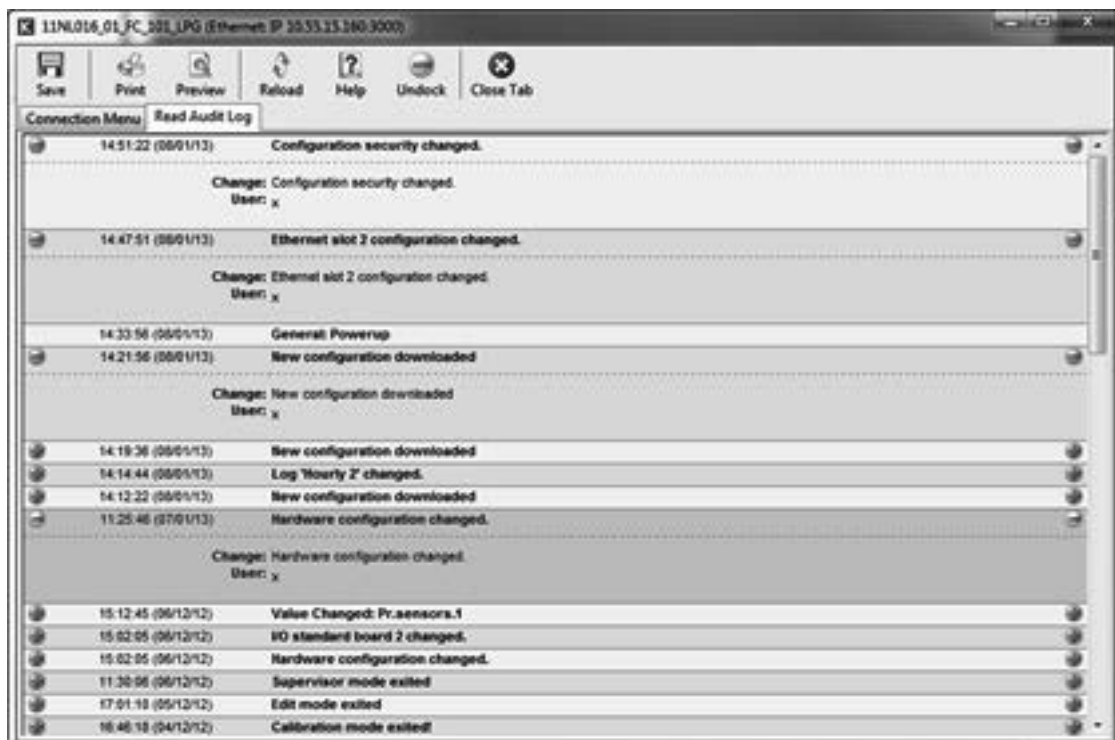 11NL016_01_FC_101_LPG (Ethernet: IP 10.55.15.160:3000)
Save Print Preview Reload Help Undock Close Tab
Connection Menu Read Audit Log
14:51:22 (08/01/13) Configuration security changed.
Change: Configuration security changed.
User: x
14:47:51 (08/01/13) Ethernet slot 2 configuration changed.
Change: Ethernet slot 2 configuration changed.
User: x
14:33:56 (08/01/13) General: Powerup
14:21:56 (08/01/13) New configuration downloaded
Change: New configuration downloaded
User: x
14:19:36 (08/01/13) New configuration downloaded
14:14:44 (08/01/13) Log 'Hourly 2' changed.
14:12:22 (08/01/13) New configuration downloaded
11:25:46 (07/01/13) Hardware configuration changed.
Change: Hardware configuration changed.
User: x
15:12:45 (06/12/12) Value Changed: Pr.sensors.1
15:02:05 (06/12/12) I/O standard board 2 changed.
15:02:05 (06/12/12) Hardware configuration changed.
11:30:06 (06/12/12) Supervisor mode exited
17:01:10 (05/12/12) Edit mode exited
16:46:18 (04/12/12) Calibration mode exited!